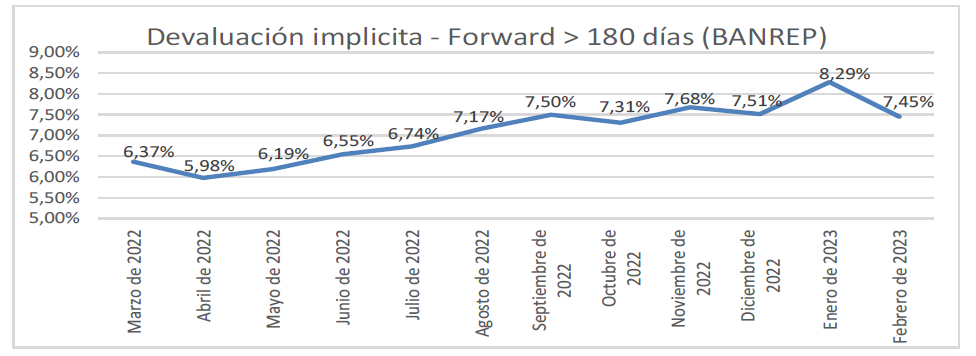 Devaluación implicita - Forward > 180 días (BANREP)
9,00%
8,50%
8,00%
7,50%
7,00%
6,50%
6,00%
5,50%
5,00%
6,37%
5,98%
6,19%
6,55%
6,74%
7,17%
7,50%
7,31%
7,68%
7,51%
8,29%
7,45%
Marzo de 2022
Abril de 2022
Mayo de 2022
Junio de 2022
Julio de 2022
Agosto de 2022
Septiembre de
2022
Octubre de
2022
Noviembre de
2022
Diciembre de
2022
Enero de 2023
Febrero de 2023